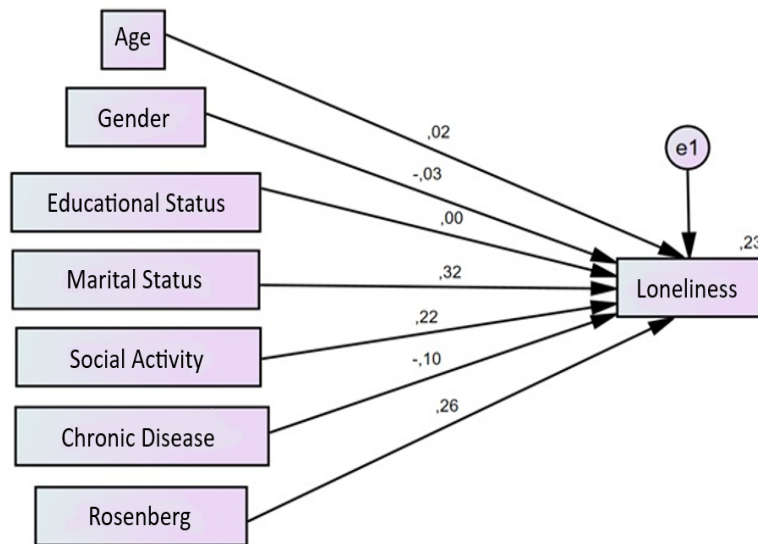 Age
,02
Gender
-,03
e1
Educational Status
,00
,23
Marital Status
,32
Loneliness
Social Activity
,22
Chronic Disease
-,10
Rosenberg
,26